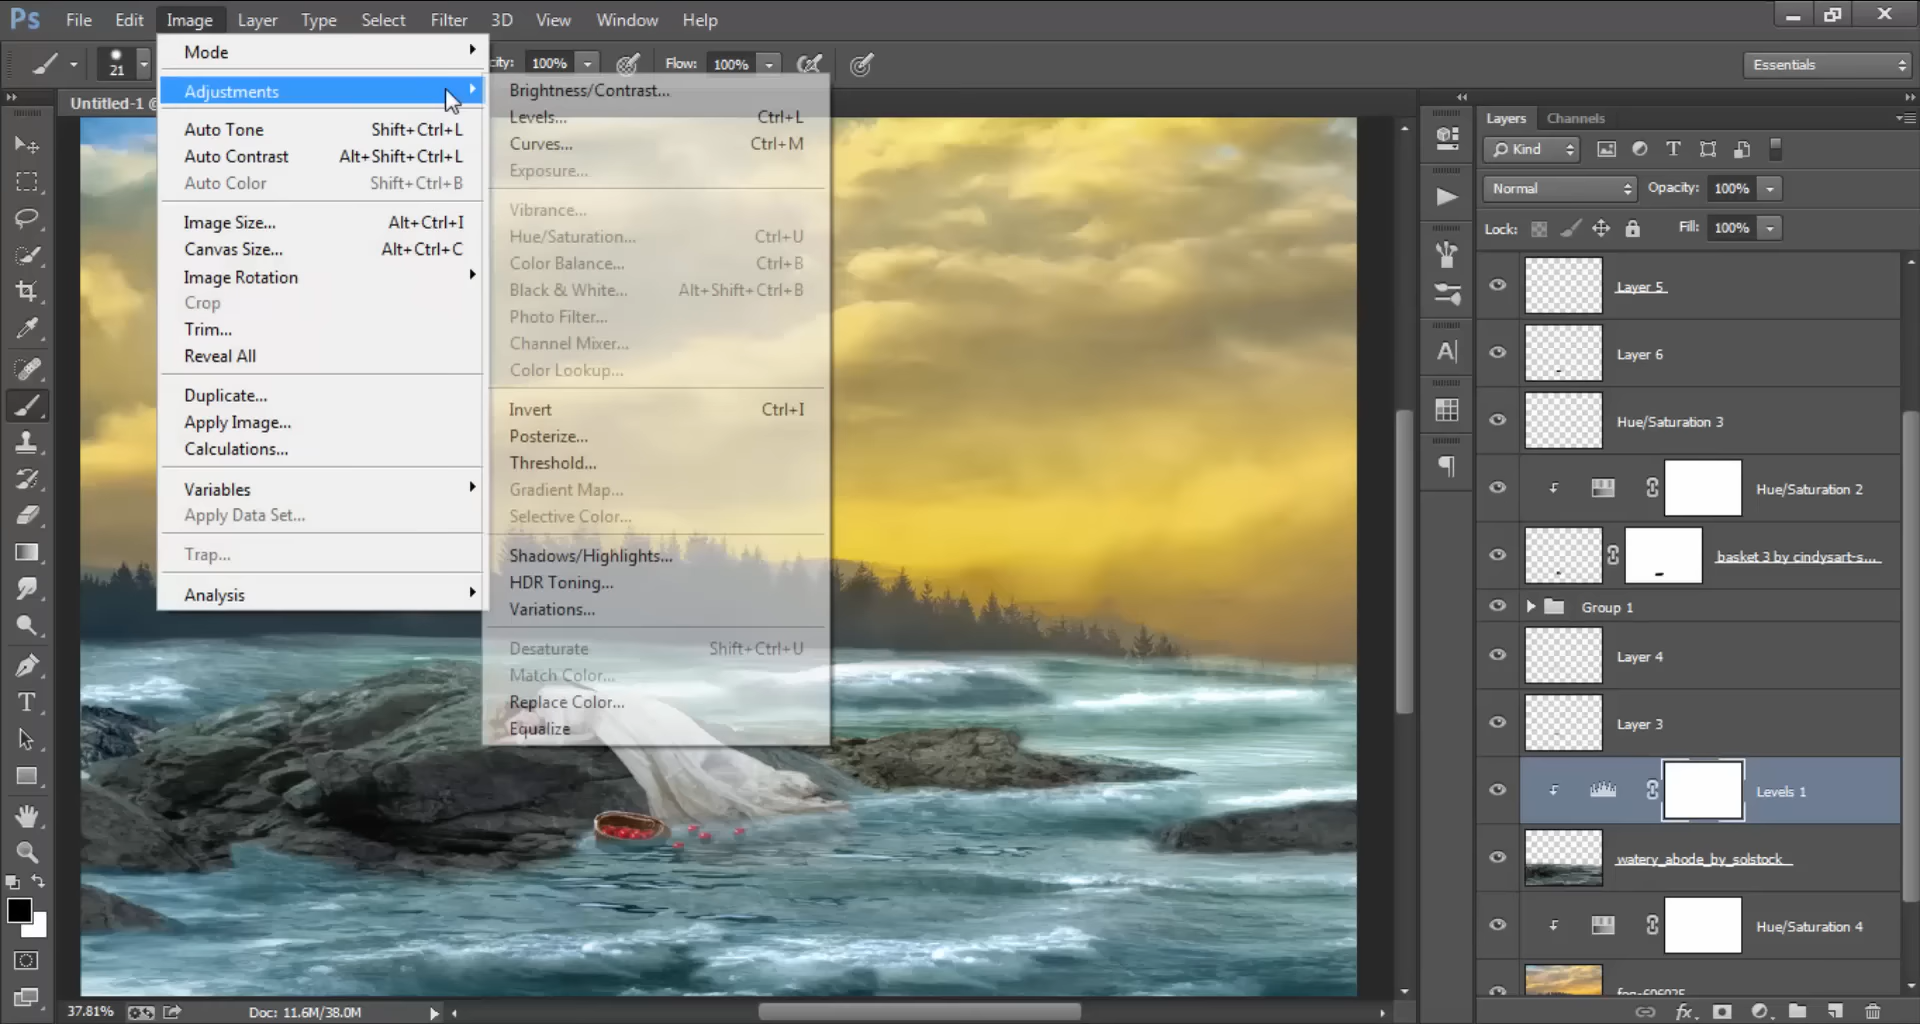 Ps File Edit Image Layer Type Select Filter 3D View Window Help
21 100% Flow: 100% Essentials
Untitled-1
Mode
Adjustments
Auto Tone Shift+Ctrl+L
Auto Contrast Alt+Shift+Ctrl+L
Auto Color Shift+Ctrl+B
Image Size... Alt+Ctrl+I
Canvas Size... Alt+Ctrl+C
Image Rotation
Crop
Trim...
Reveal All
Duplicate...
Apply Image...
Calculations...
Variables
Apply Data Set...
Trap...
Analysis
Brightness/Contrast...
Levels... Ctrl+L
Curves... Ctrl+M
Exposure...
Vibrance...
Hue/Saturation... Ctrl+U
Color Balance... Ctrl+B
Black & White... Alt+Shift+Ctrl+B
Photo Filter...
Channel Mixer...
Color Lookup...
Invert Ctrl+I
Posterize...
Threshold...
Gradient Map...
Selective Color...
Shadows/Highlights...
HDR Toning...
Variations...
Desaturate Shift+Ctrl+U
Match Color...
Replace Color...
Equalize
Layers Channels
Kind
Normal Opacity: 100%
Lock: Fill: 100%
Layer 5
Layer 6
Hue/Saturation 3
Hue/Saturation 2
basket 3 by cindysart-s...
Group 1
Layer 4
Layer 3
Levels 1
watery_abode_by_solstock
Hue/Saturation 4
37.81% Doc: 11.6M/38.0M